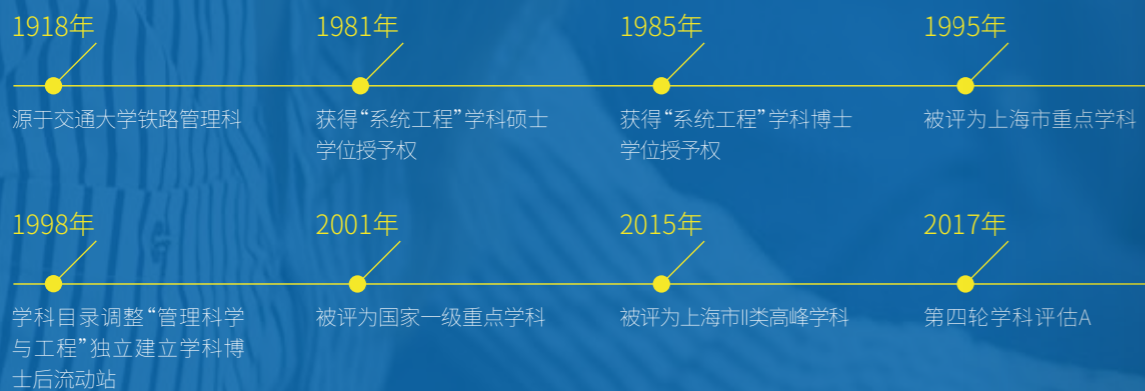 1918年
1981年
1985年
1995年
源于交通大学铁路管理科
获得“系统工程”学科硕士
学位授予权
获得“系统工程”学科博士
学位授予权
被评为上海市重点学科
1998年
2001年
2015年
2017年
学科目录调整“管理科学
与工程”独立建立学科博
士后流动站
被评为国家一级重点学科
被评为上海市II类高峰学科
第四轮学科评估A